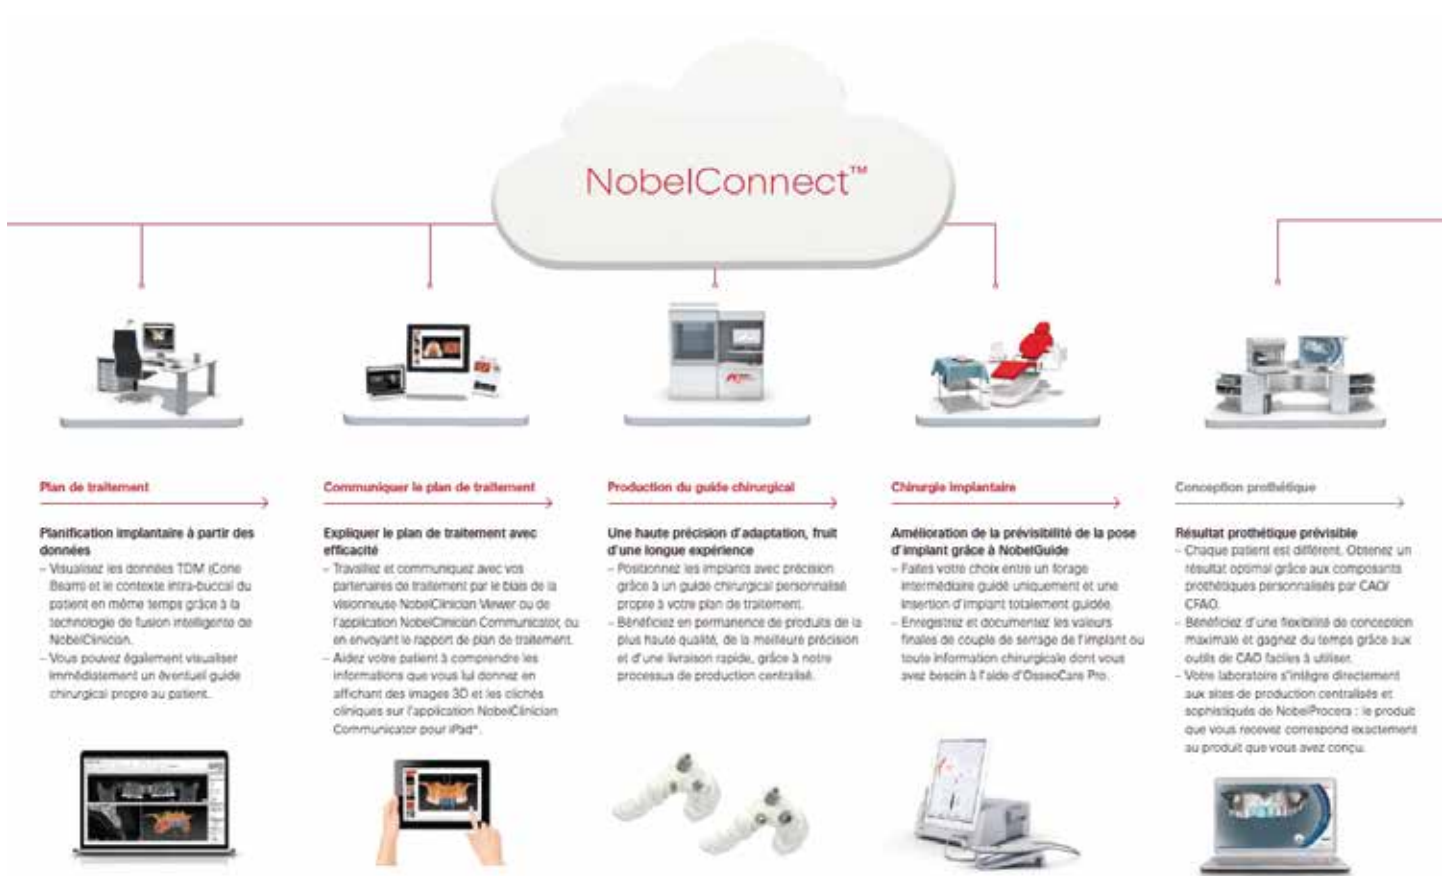 NobelConnect™
Plan de traitement
Planification implantaire à partir des
données
– Visualisez les données TDM (Cone
Beam) et le contexte intra-buccal du
patient en même temps grâce à la
technologie de fusion intelligente de
NobelClinician.
– Vous pouvez également visualiser
immédiatement un éventuel guide
chirurgical propre au patient.
Communiquer le plan de traitement
Expliquer le plan de traitement avec
efficacité
– Travaillez et communiquez avec vos
partenaires de traitement par le biais de la
visionneuse NobelClinician Viewer ou de
l'application NobelClinician Communicator, ou
en envoyant le rapport de plan de traitement.
– Aidez votre patient à comprendre les
informations que vous lui donnez en
affichant des images 3D et les clichés
cliniques sur l'application NobelClinician
Communicator pour iPad®.
Production du guide chirurgical
Une haute précision d'adaptation, fruit
d'une longue expérience
– Positionnez les implants avec précision
grâce à un guide chirurgical personnalisé
propre à votre plan de traitement.
– Bénéficiez en permanence de produits de la
plus haute qualité, de la meilleure précision
et d'une livraison rapide, grâce à notre
processus de production centralisé.
Chirurgie implantaire
Amélioration de la prévisibilité de la pose
d'implant grâce à NobelGuide
– Faites votre choix entre un forage
intermédiaire guidé uniquement et une
insertion d'implant totalement guidée.
– Enregistrez et documentez les valeurs
finales de couple de serrage de l'implant ou
toute information chirurgicale dont vous
avez besoin à l'aide d'OsseoCare Pro.
Conception prothétique
Résultat prothétique prévisible
– Chaque patient est différent. Obtenez un
résultat optimal grâce aux composants
prothétiques personnalisés par CAO/
CFAO.
– Bénéficiez d'une flexibilité de conception
maximale et gagnez du temps grâce aux
outils de CAO faciles à utiliser.
– Votre laboratoire s'intègre directement
aux sites de production centralisés et
sophistiqués de NobelProcera : le produit
que vous recevez correspond exactement
au produit que vous avez conçu.